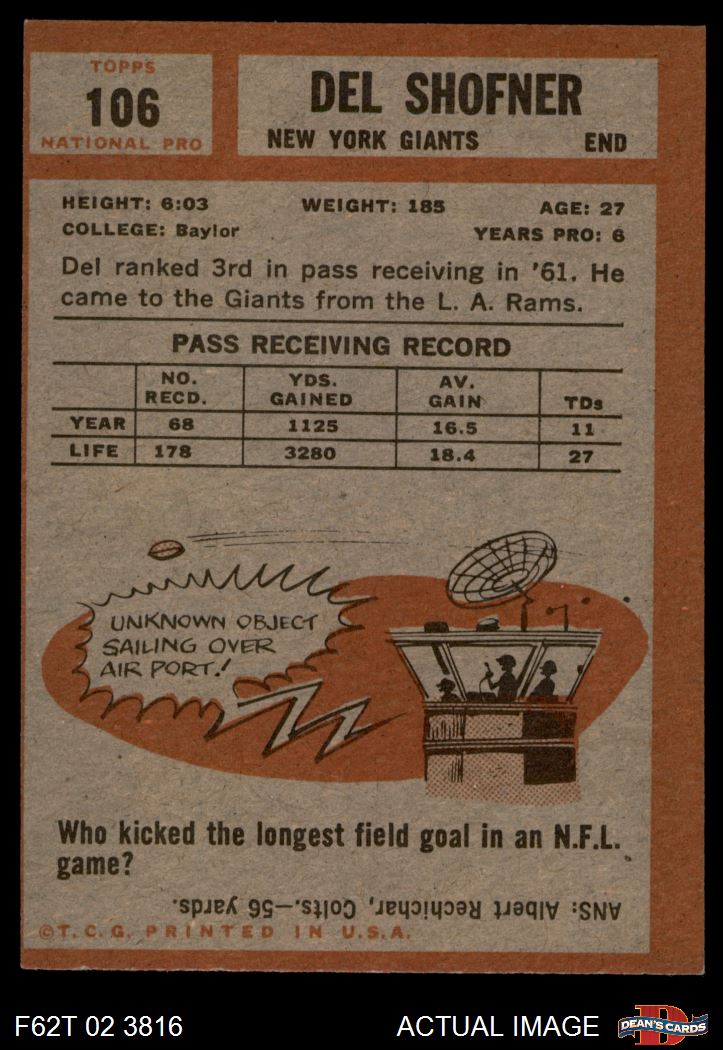 TOPPS
106
NATIONAL PRO
DEL SHOFNER
NEW YORK GIANTS END
HEIGHT: 6:03 WEIGHT: 185 AGE: 27
COLLEGE: Baylor YEARS PRO: 6
Del ranked 3rd in pass receiving in '61. He
came to the Giants from the L. A. Rams.
PASS RECEIVING RECORD
NO. RECD. YDS. GAINED AV. GAIN TDs
YEAR 68 1125 16.5 11
LIFE 178 3280 18.4 27
UNKNOWN OBJECT
SAILING OVER
AIR PORT.!
Who kicked the longest field goal in an N.F.L.
game?
ANS: Albert Rechichar, Colts.—56 yards.
©T.C.G. PRINTED IN U.S.A.
F62T 02 3816 ACTUAL IMAGE
D
DEAN'S CARDS